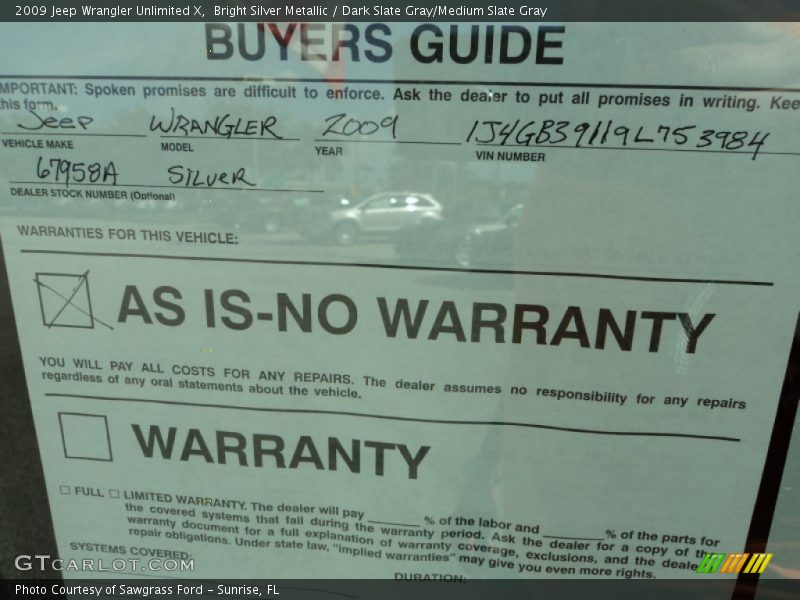 2009 Jeep Wrangler Unlimited X, Bright Silver Metallic / Dark Slate Gray/Medium Slate Gray
BUYERS GUIDE
MPORTANT: Spoken promises are difficult to enforce. Ask the dealer to put all promises in writing. Kee
this form.
Jeep WRANGLER 2009 1J4GB39119L753984
VEHICLE MAKE MODEL YEAR VIN NUMBER
67958A SILVER
DEALER STOCK NUMBER (Optional)
WARRANTIES FOR THIS VEHICLE:
AS IS-NO WARRANTY
YOU WILL PAY ALL COSTS FOR ANY REPAIRS. The dealer assumes no responsibility for any repairs
regardless of any oral statements about the vehicle.
WARRANTY
FULL LIMITED WARRANTY. The dealer will pay % of the labor and % of the parts for
the covered systems that fail during the warranty period. Ask the dealer for a copy of the
warranty document for a full explanation of warranty coverage, exclusions, and the deale
repair obligations. Under state law, "implied warranties" may give you even more rights.
SYSTEMS COVERED: DURATION:
GTCARLOT.COM
Photo Courtesy of Sawgrass Ford - Sunrise, FL